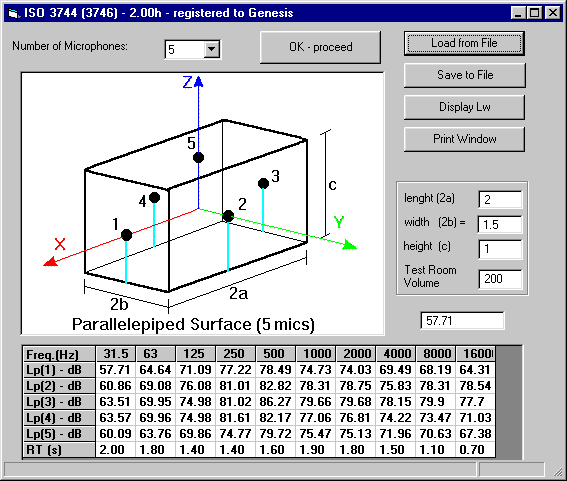 ISO 3744 (3746) - 2.00h - registered to Genesis
Number of Microphones:
5
OK - proceed
Load from File
Save to File
Display Lw
Print Window
Z
5
4
3
1
2
c
X
Y
2b
2a
Parallelepiped Surface (5 mics)
lenght (2a) 2
width (2b) = 1.5
height (c) 1
Test Room
Volume 200
57.71
Freq.(Hz) 31.5 63 125 250 500 1000 2000 4000 8000 1600
Lp(1) - dB 57.71 64.64 71.09 77.22 78.49 74.73 74.03 69.49 68.19 64.31
Lp(2) - dB 60.86 69.08 76.08 81.01 82.82 78.31 78.75 75.83 78.31 78.54
Lp(3) - dB 63.51 69.95 74.98 81.02 86.27 79.66 79.68 78.15 79.9 77.7
Lp(4) - dB 63.57 69.96 74.98 81.61 82.17 77.06 76.81 74.22 73.47 71.03
Lp(5) - dB 60.09 63.76 69.86 74.77 79.72 75.47 75.13 71.96 70.63 67.38
RT (s) 2.00 1.80 1.40 1.40 1.60 1.90 1.80 1.50 1.10 0.70